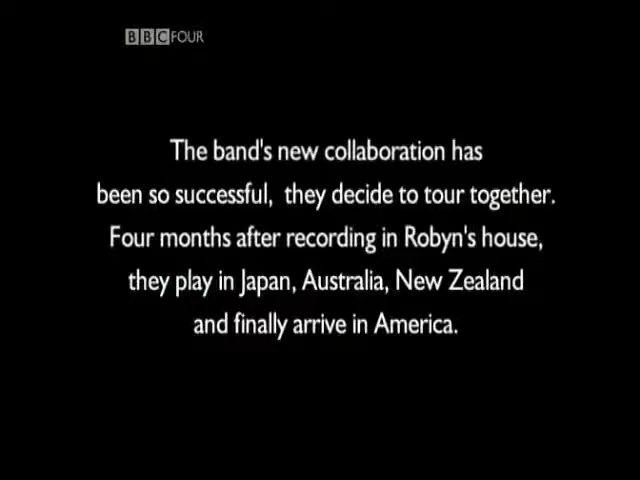 BBC FOUR
The band's new collaboration has
been so successful,  they decide to tour together.
Four months after recording in Robyn's house,
they play in Japan, Australia, New Zealand
and finally arrive in America.